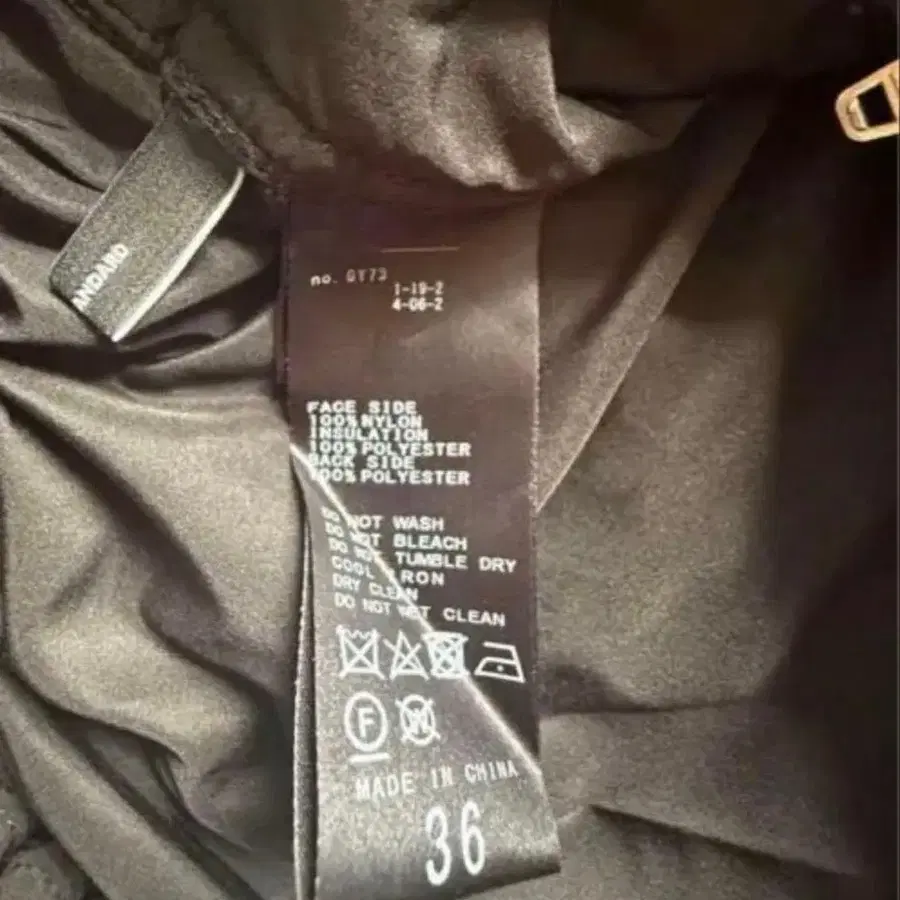 ANDARD
no. GY73
1-19-2
4-06-2
FACE SIDE
100% NYLON
INSULATION
100% POLYESTER
BACK SIDE
100% POLYESTER
DO NOT WASH
DO NOT BLEACH
DO NOT TUMBLE DRY
COOL IRON
DRY CLEAN
DO NOT WET CLEAN
F W
MADE IN CHINA
36